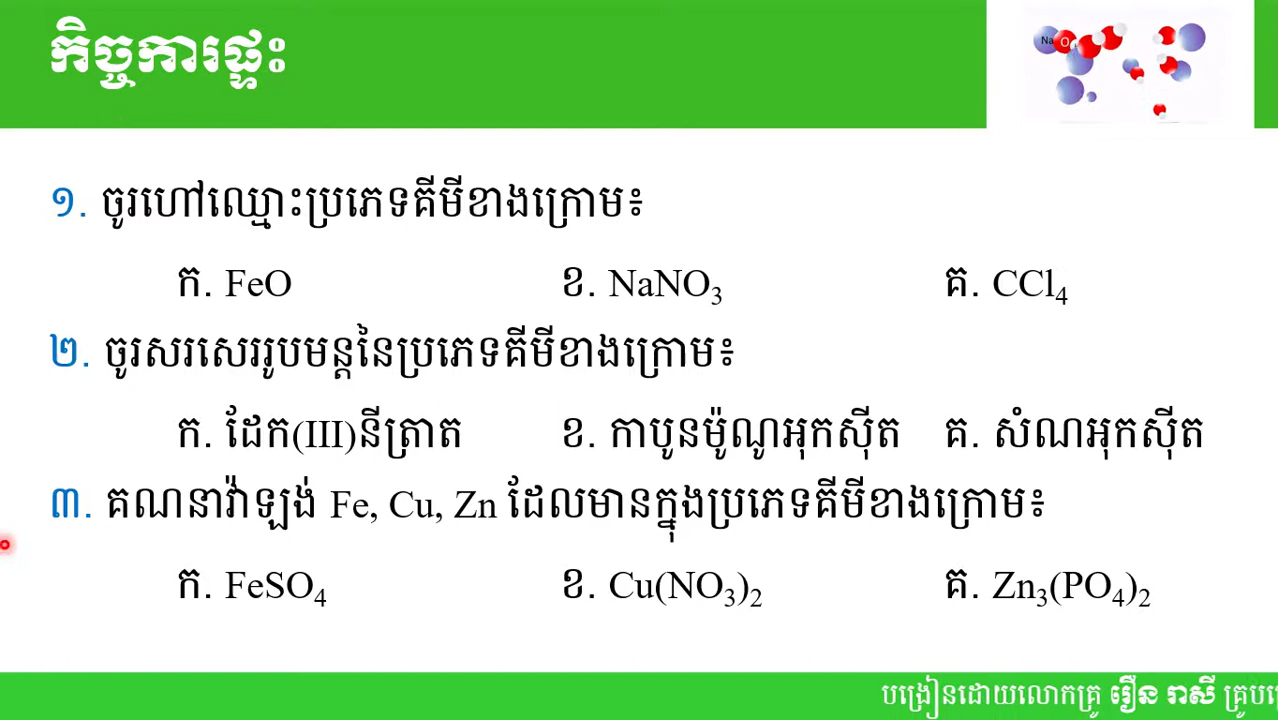 កិច្ចការផ្ទះ
Na O
១. ចូរហៅឈ្មោះប្រភេទគីមីខាងក្រោម៖
ក. FeO ខ. NaNO₃ គ. CCl₄
២. ចូរសរសេររូបមន្តនៃប្រភេទគីមីខាងក្រោម៖
ក. ដែក(III)នីត្រាត ខ. កាបូនម៉ូណូអុកស៊ីត គ. សំណអុកស៊ីត
៣. គណនាវ៉ាឡង់ Fe, Cu, Zn ដែលមានក្នុងប្រភេទគីមីខាងក្រោម៖
ក. FeSO₄ ខ. Cu(NO₃)₂ គ. Zn₃(PO₄)₂
បង្រៀនដោយលោកគ្រូ រឿន រាសី